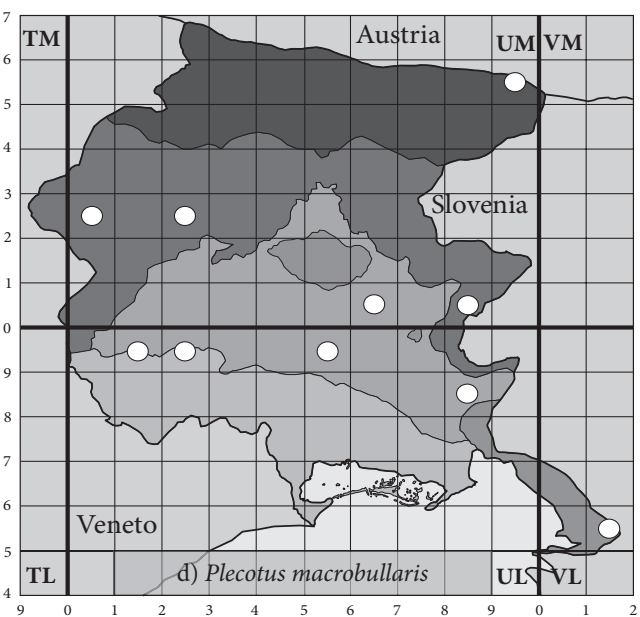 7
TM
Austria
UM
VM
6
5
4
3
Slovenia
2
1
0
9
8
7
6
Veneto
5
TL
d) Plecotus macrobullaris
UL
VL
4
9 0 1 2 3 4 5 6 7 8 9 0 1 2